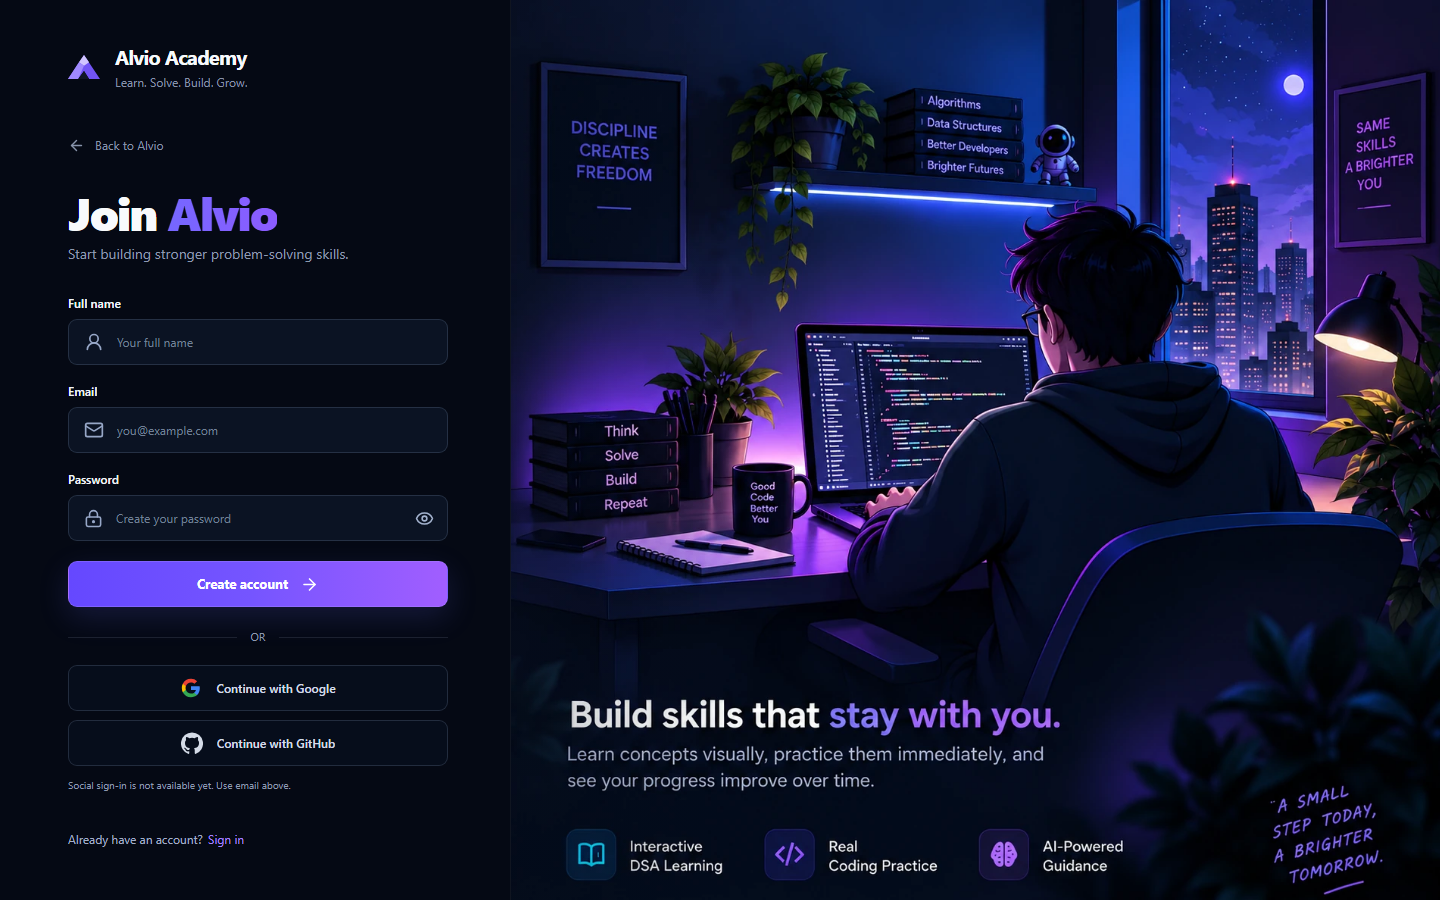 Alvio Academy
Learn. Solve. Build. Grow.
Back to Alvio
Join Alvio
Start building stronger problem-solving skills.
Full name
Your full name
Email
you@example.com
Password
Create your password
Create account
OR
Continue with Google
Continue with GitHub
Social sign-in is not available yet. Use email above.
Already have an account? Sign in
DISCIPLINE
CREATES
FREEDOM
Algorithms
Data Structures
Better Developers
Brighter Futures
SAME
SKILLS
A BRIGHTER
YOU
Think
Solve
Build
Repeat
Good
Code
Better
You
Build skills that stay with you.
Learn concepts visually, practice them immediately, and
see your progress improve over time.
Interactive
DSA Learning
Real
Coding Practice
AI-Powered
Guidance
"A SMALL
STEP TODAY,
A BRIGHTER
TOMORROW.